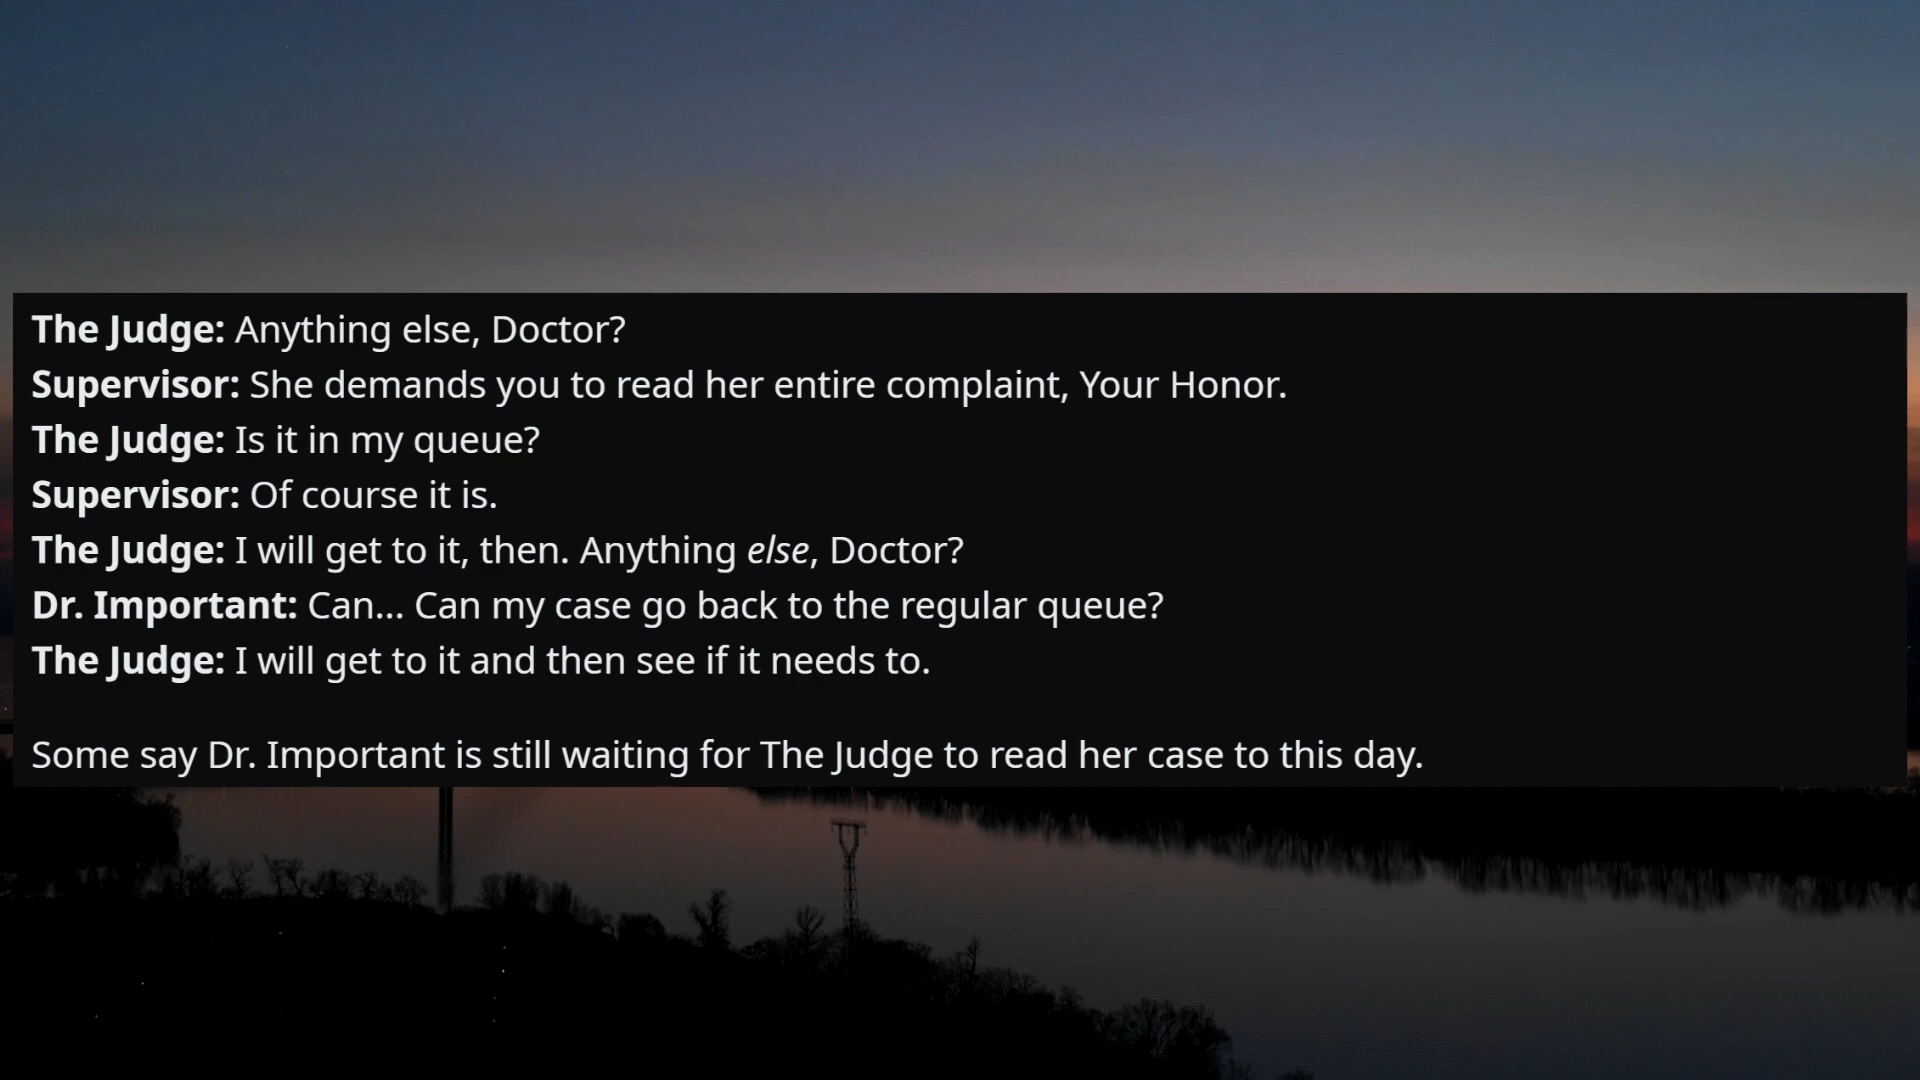 The Judge: Anything else, Doctor?
Supervisor: She demands you to read her entire complaint, Your Honor.
The Judge: Is it in my queue?
Supervisor: Of course it is.
The Judge: I will get to it, then. Anything else, Doctor?
Dr. Important: Can... Can my case go back to the regular queue?
The Judge: I will get to it and then see if it needs to.
Some say Dr. Important is still waiting for The Judge to read her case to this day.